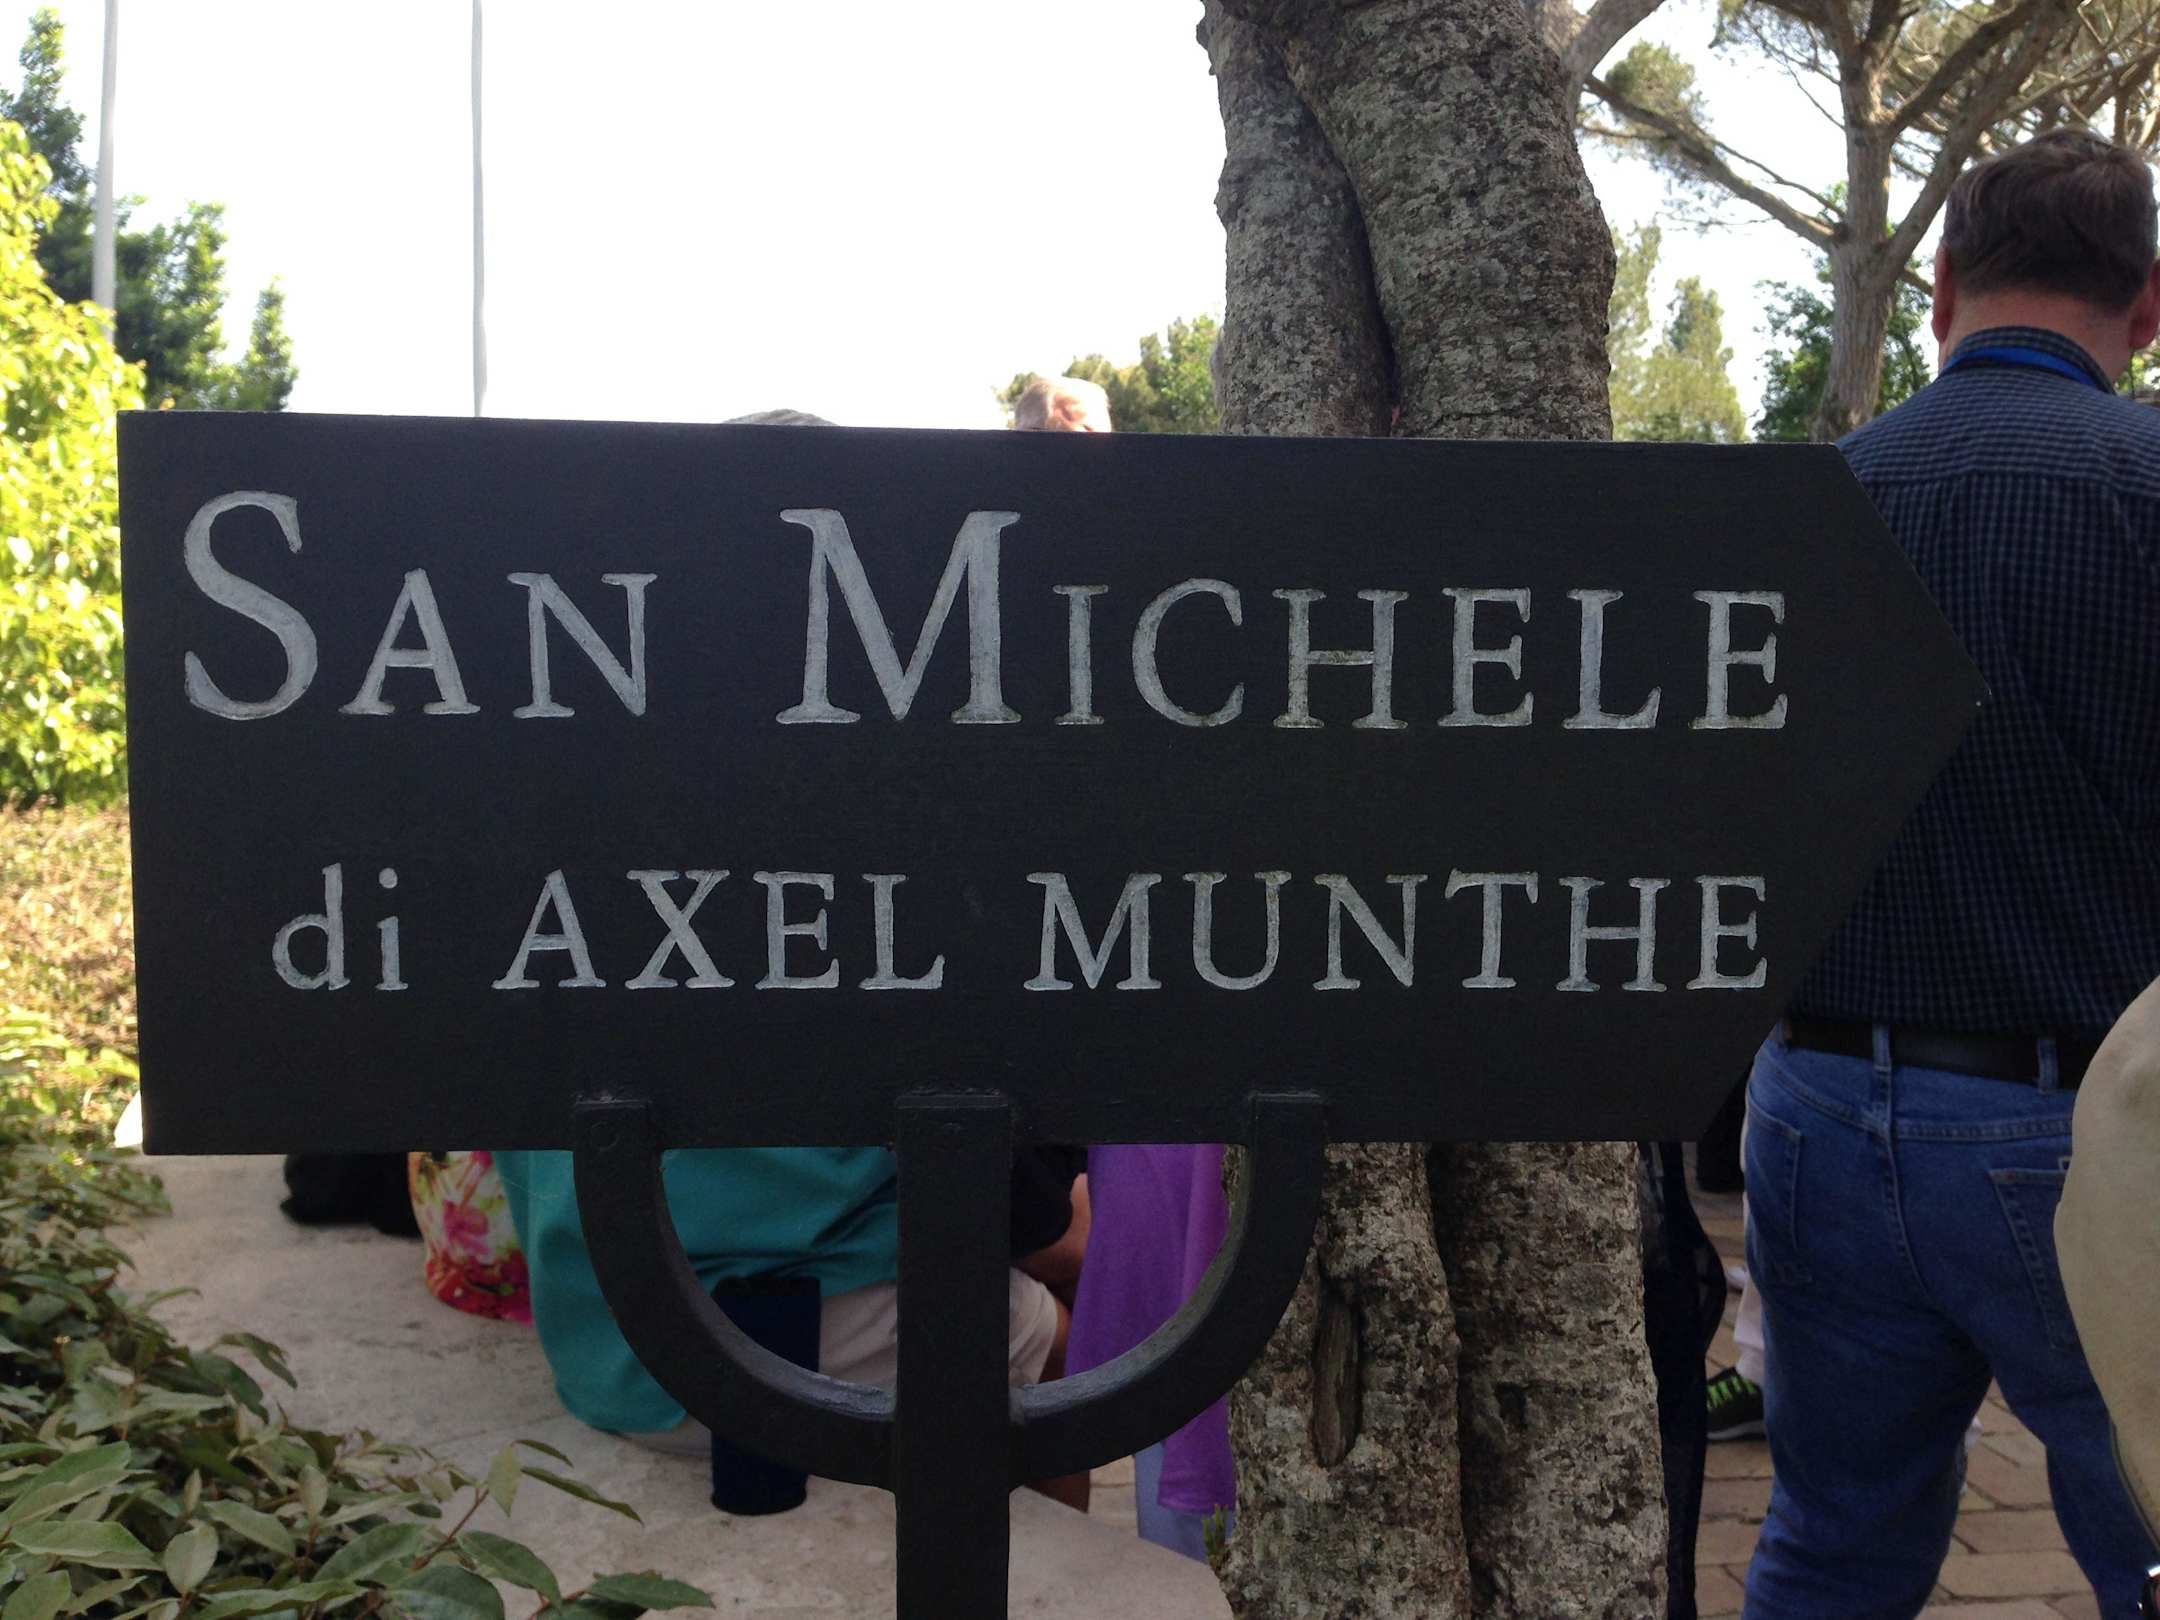 SAN MICHELE
di AXEL MUNTHE